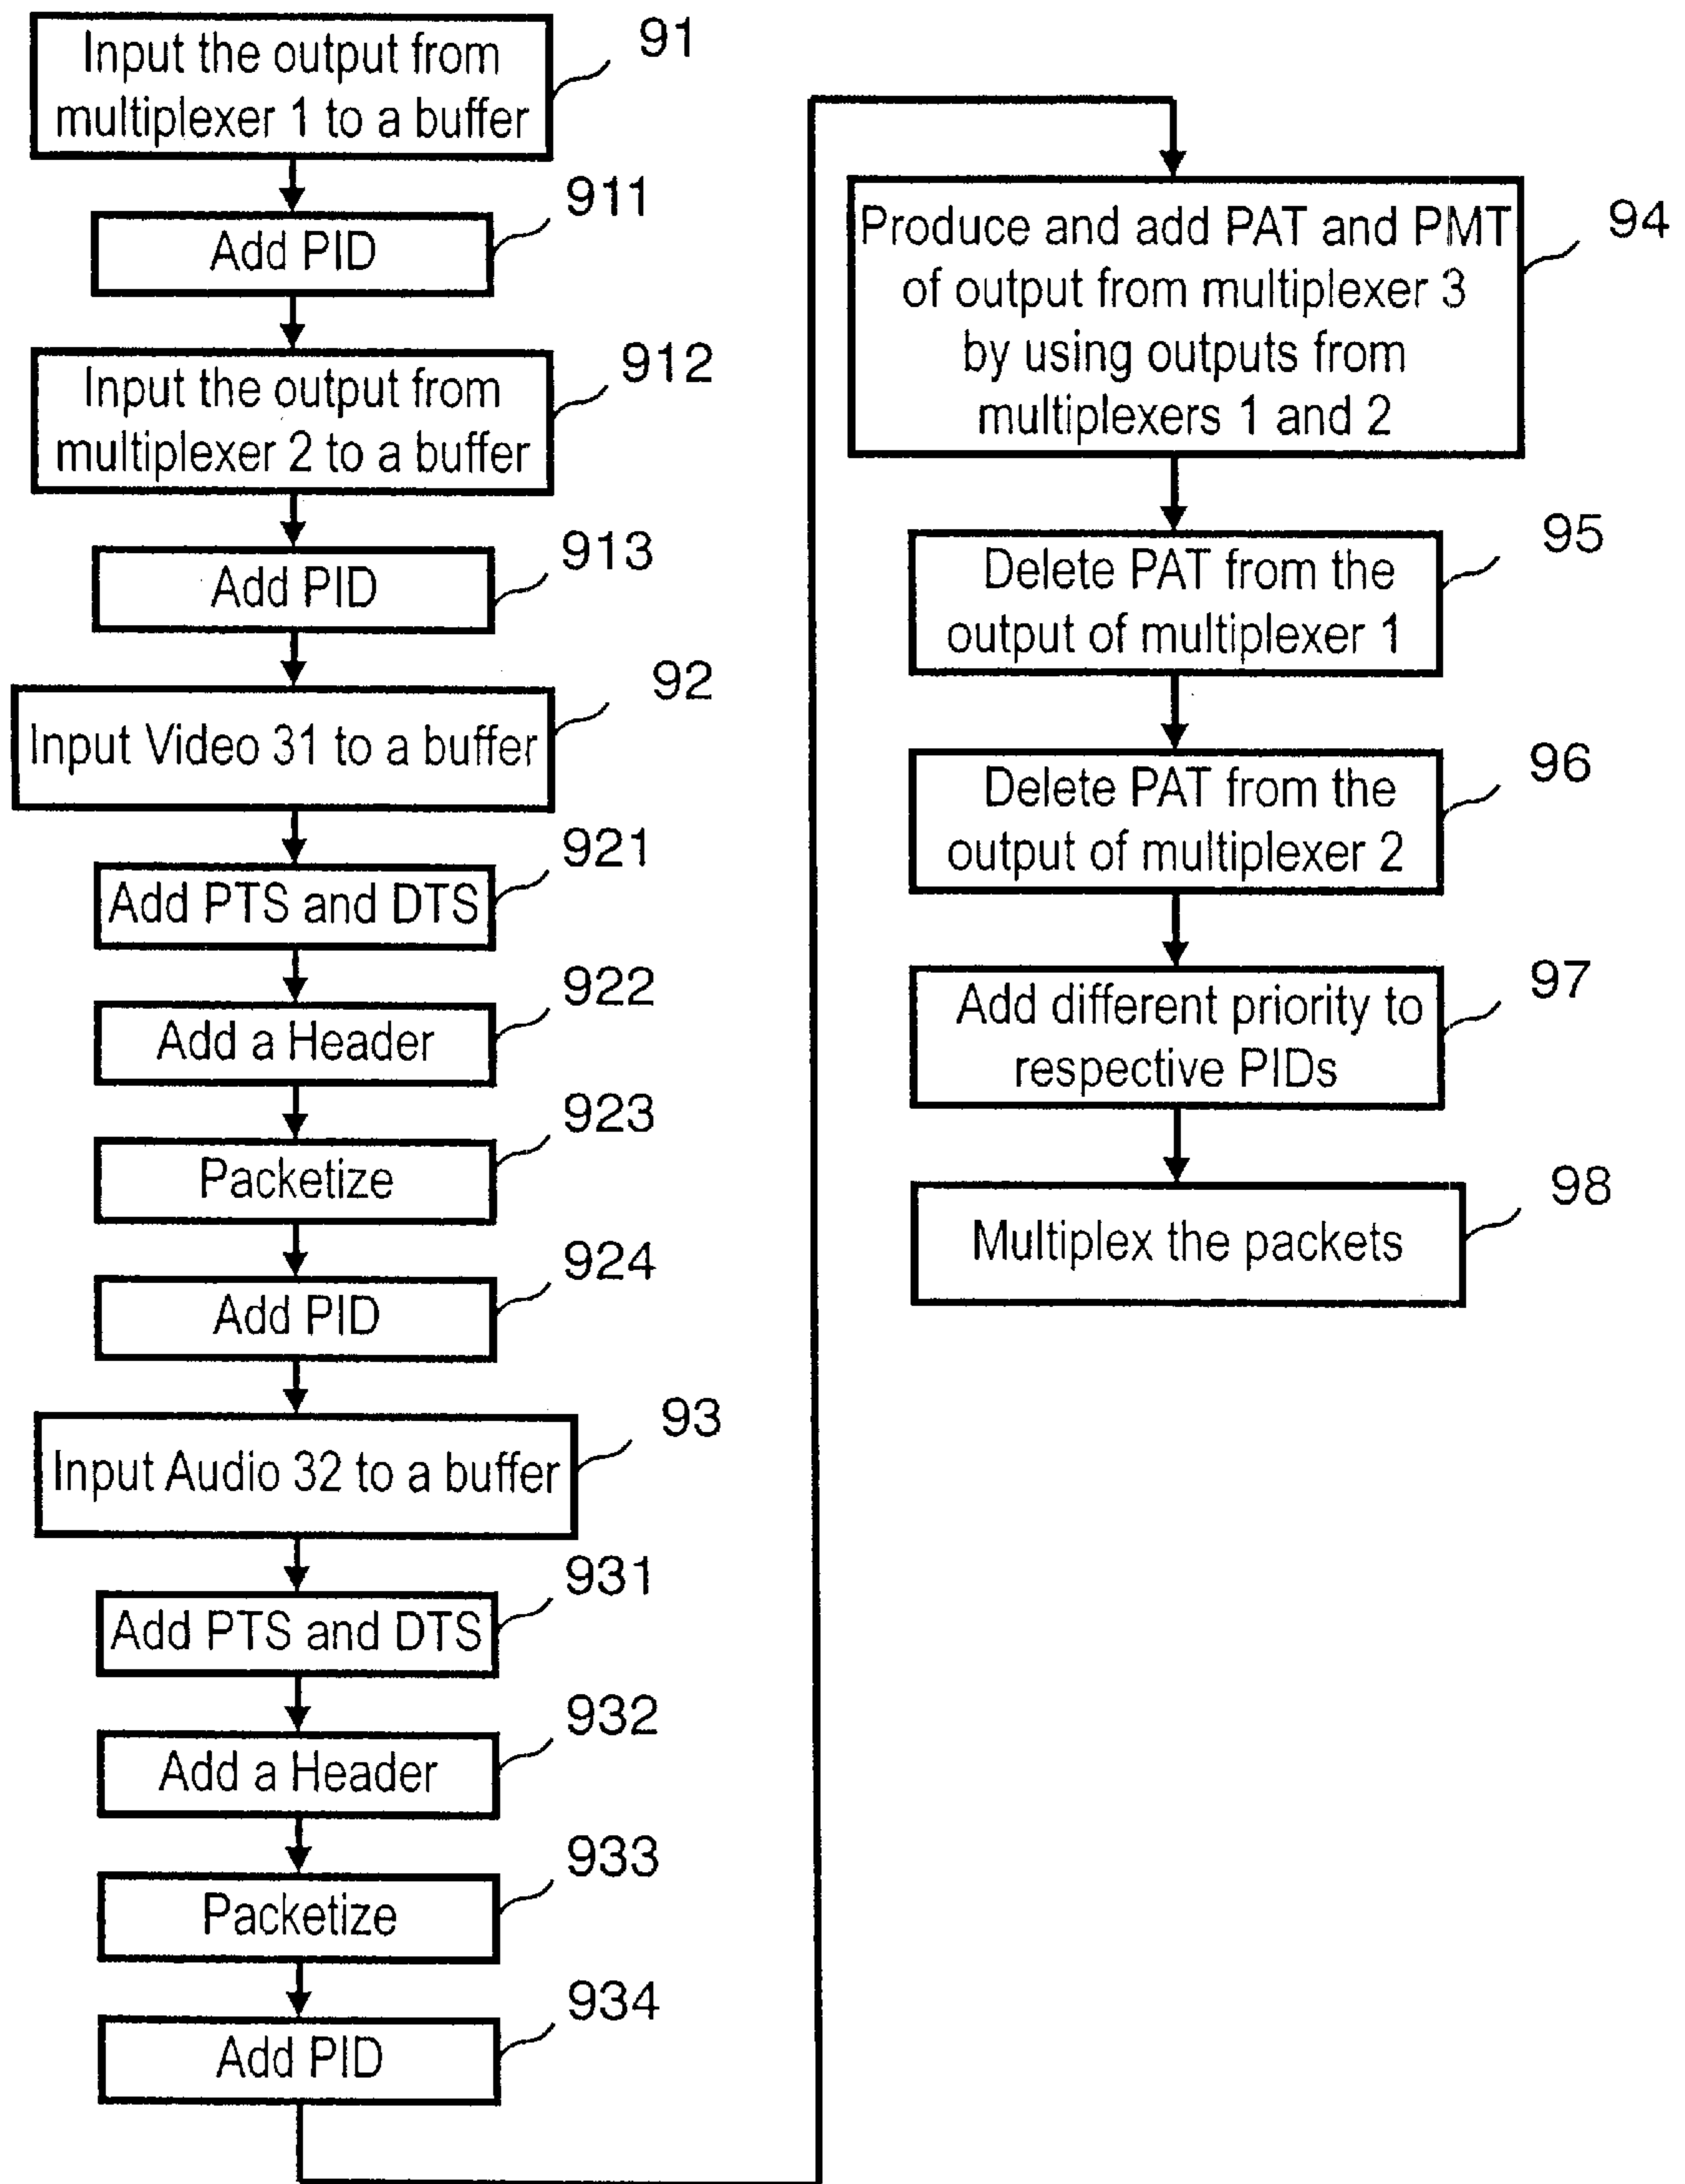 Input the output from
multiplexer 1 to a buffer
91
Add PID
911
Input the output from
multiplexer 2 to a buffer
912
Add PID
913
Input Video 31 to a buffer
92
Add PTS and DTS
921
Add a Header
922
Packetize
923
Add PID
924
Input Audio 32 to a buffer
93
Add PTS and DTS
931
Add a Header
932
Packetize
933
Add PID
934
Produce and add PAT and PMT
of output from multiplexer 3
by using outputs from
multiplexers 1 and 2
94
Delete PAT from the
output of multiplexer 1
95
Delete PAT from the
output of multiplexer 2
96
Add different priority to
respective PIDs
97
Multiplex the packets
98